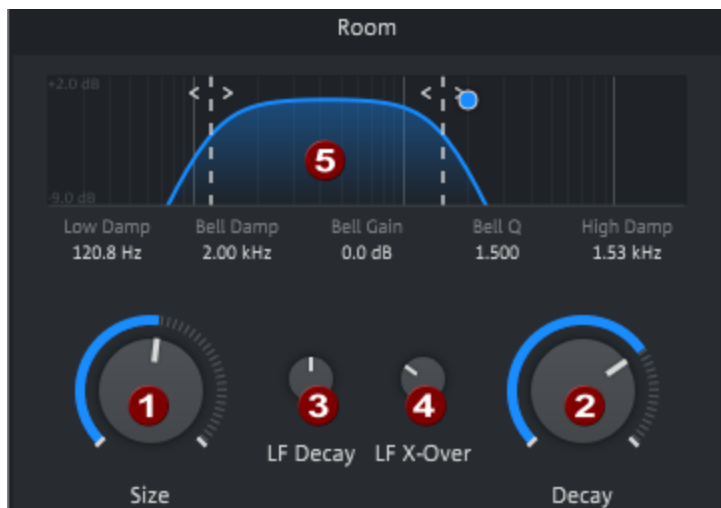 Room
+2.0 dB
5
-9.0 dB
Low Damp Bell Damp Bell Gain Bell Q High Damp
120.8 Hz 2.00 kHz 0.0 dB 1.500 1.53 kHz
1 3 4 2
LF Decay LF X-Over
Size Decay